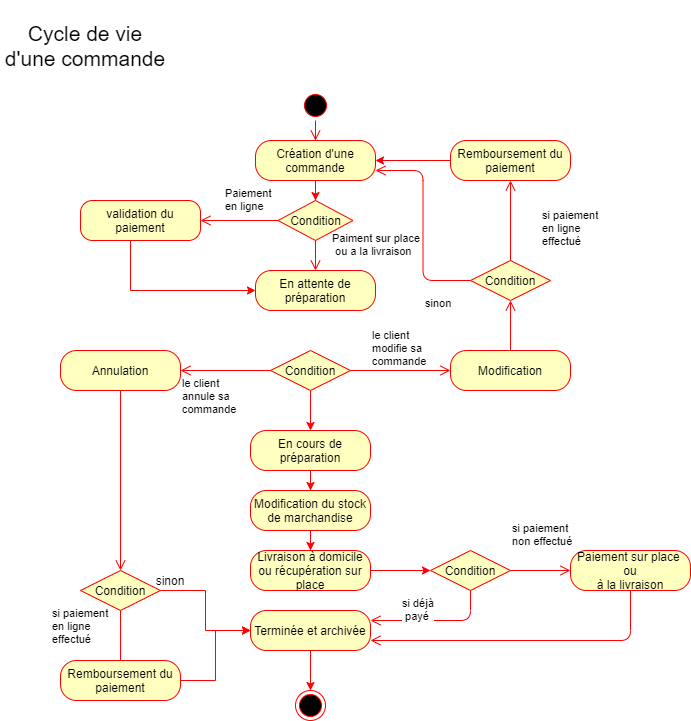 Cycle de vie
d'une commande
Création d'une
commande
Remboursement du
paiement
Paiement
en ligne
validation du
paiement
Condition
Paiment sur place
ou a la livraison
si paiement
en ligne
effectué
En attente de
préparation
Condition
sinon
le client
modifie sa
commande
Annulation
Condition
Modification
le client
annule sa
commande
En cours de
préparation
Modification du stock
de marchandise
si paiement
non effectué
Livraison à domicile
ou récupération sur
place
Condition
Paiement sur place
ou
à la livraison
Condition
sinon
si déjà
payé
si paiement
en ligne
effectué
Terminée et archivée
Remboursement du
paiement